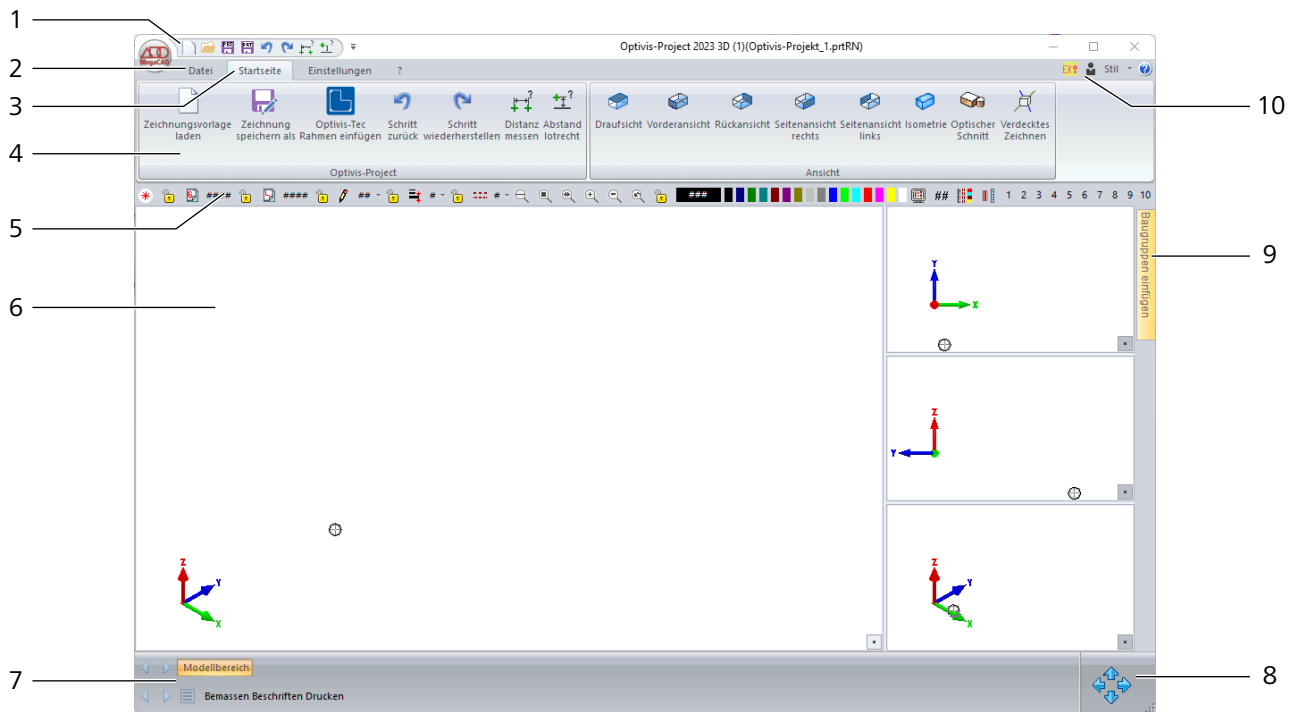 1
Optivis-Project 2023 3D (1)(Optivis-Projekt_1.prtRN)
MegaCAD
2
Datei Startseite Einstellungen ?
EX Stil
3
10
Zeichnungsvorlage laden
Zeichnung speichern als
Optivis-Tec Rahmen einfügen
Schritt zurück
Schritt wiederherstellen
Distanz messen
Abstand lotrecht
Draufsicht
Vorderansicht
Rückansicht
Seitenansicht rechts
Seitenansicht links
Isometrie
Optischer Schnitt
Verdecktes Zeichnen
4
Optivis-Project
Ansicht
##/# #### ## # # ### ## 1 2 3 4 5 6 7 8 9 10
5
Baugruppen einfügen
9
6
Y
X
Z
Y
Z
Y
X
Z
Y
X
Modellbereich
7
8
Bemassen Beschriften Drucken